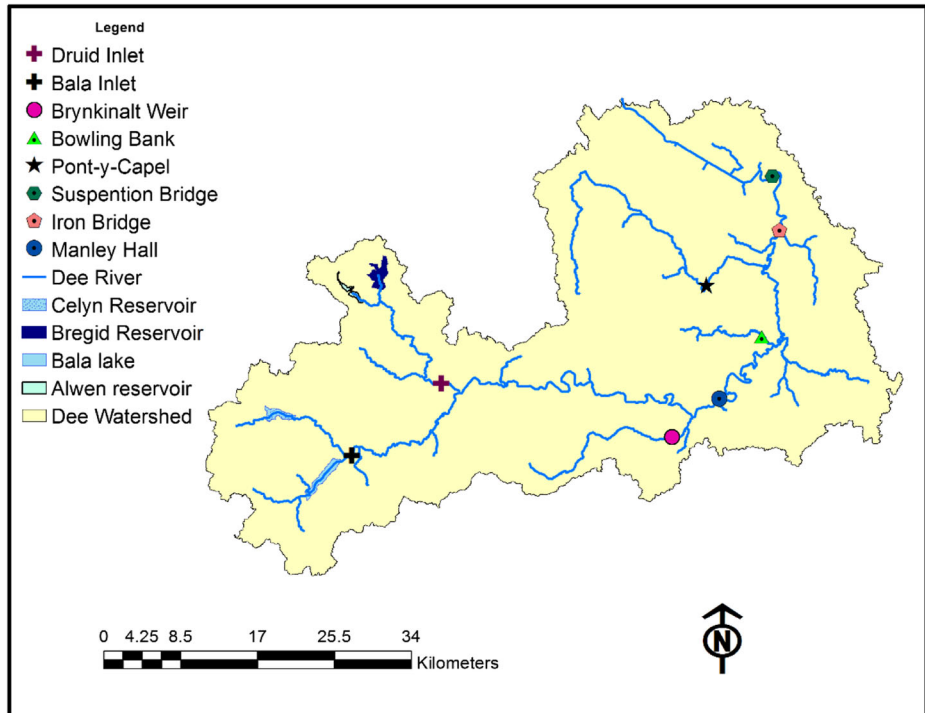 Legend
Druid Inlet
Bala Inlet
Brynkinalt Weir
Bowling Bank
Pont-y-Capel
Suspention Bridge
Iron Bridge
Manley Hall
Dee River
Celyn Reservoir
Bregid Reservoir
Bala lake
Alwen reservoir
Dee Watershed
0 4.25 8.5 17 25.5 34
Kilometers
N